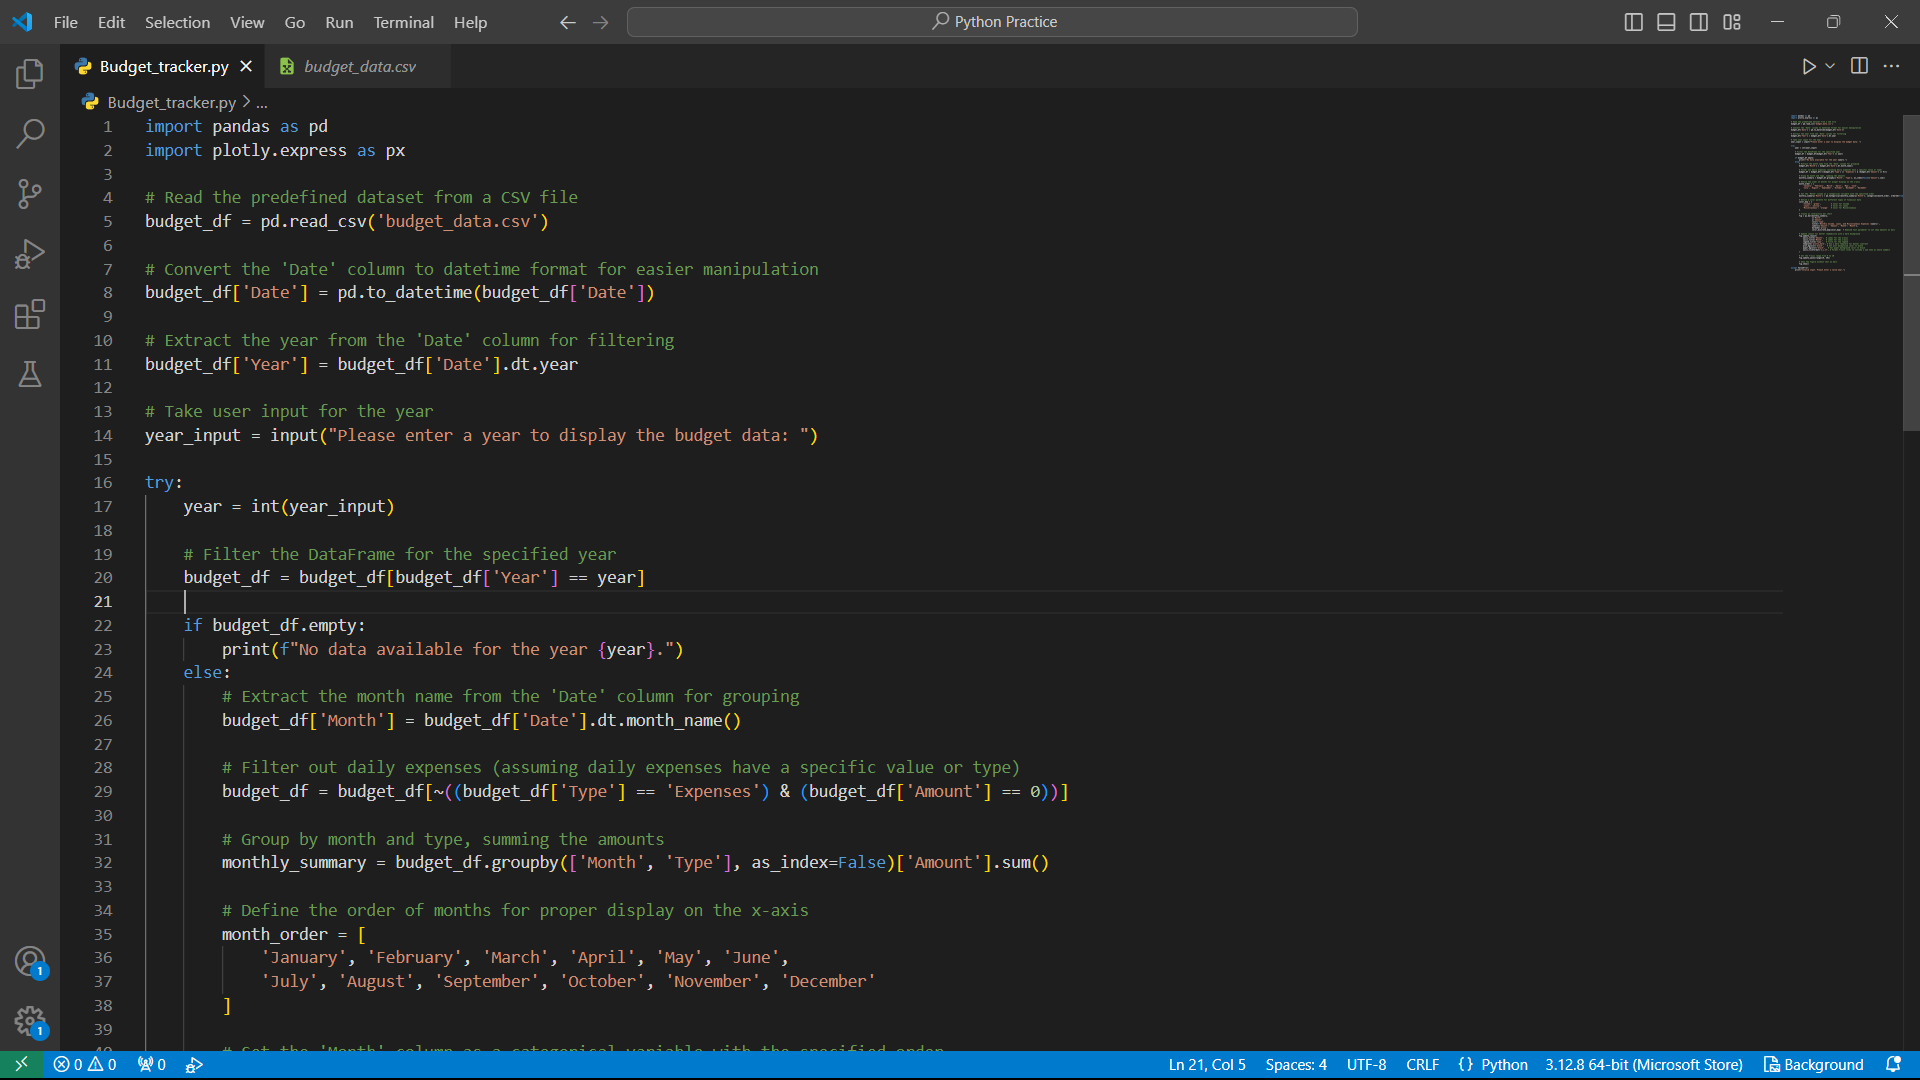 File Edit Selection View Go Run Terminal Help Python Practice
Budget_tracker.py budget_data.csv
Budget_tracker.py > ...
1 import pandas as pd
2 import plotly.express as px
3
4 # Read the predefined dataset from a CSV file
5 budget_df = pd.read_csv('budget_data.csv')
6
7 # Convert the 'Date' column to datetime format for easier manipulation
8 budget_df['Date'] = pd.to_datetime(budget_df['Date'])
9
10 # Extract the year from the 'Date' column for filtering
11 budget_df['Year'] = budget_df['Date'].dt.year
12
13 # Take user input for the year
14 year_input = input("Please enter a year to display the budget data: ")
15
16 try:
17     year = int(year_input)
18
19     # Filter the DataFrame for the specified year
20     budget_df = budget_df[budget_df['Year'] == year]
21
22     if budget_df.empty:
23         print(f"No data available for the year {year}.")
24     else:
25         # Extract the month name from the 'Date' column for grouping
26         budget_df['Month'] = budget_df['Date'].dt.month_name()
27
28         # Filter out daily expenses (assuming daily expenses have a specific value or type)
29         budget_df = budget_df[~((budget_df['Type'] == 'Expenses') & (budget_df['Amount'] == 0))]
30
31         # Group by month and type, summing the amounts
32         monthly_summary = budget_df.groupby(['Month', 'Type'], as_index=False)['Amount'].sum()
33
34         # Define the order of months for proper display on the x-axis
35         month_order = [
36             'January', 'February', 'March', 'April', 'May', 'June',
37             'July', 'August', 'September', 'October', 'November', 'December'
38         ]
39
40         # Set the 'Month' column as a categorical variable with the specified order
1
1
0 0 0 Ln 21, Col 5 Spaces: 4 UTF-8 CRLF {} Python 3.12.8 64-bit (Microsoft Store) Background